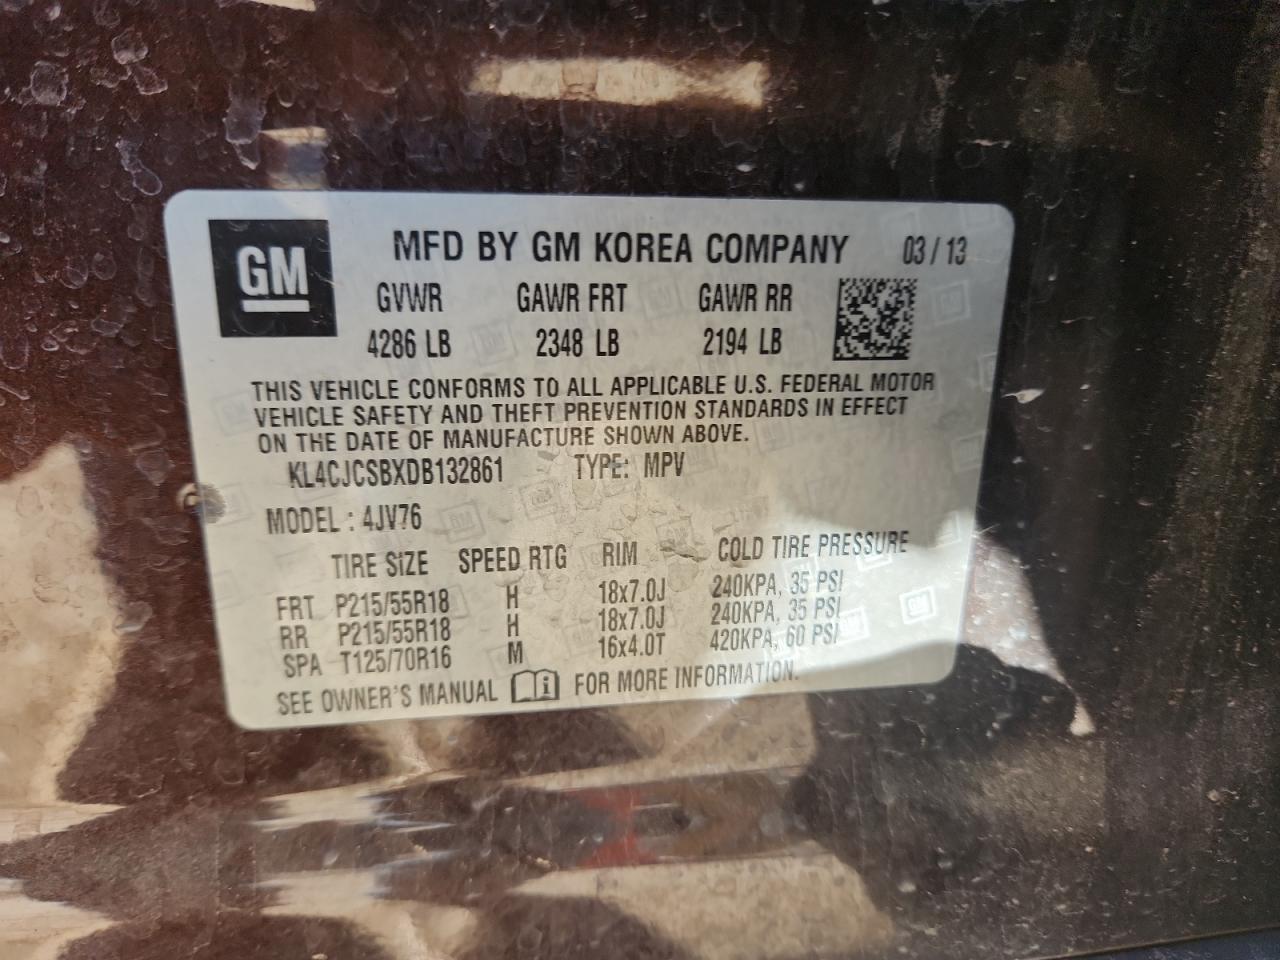 GM
MFD BY GM KOREA COMPANY 03 / 13
GVWR GAWR FRT GAWR RR
4286 LB 2348 LB 2194 LB
THIS VEHICLE CONFORMS TO ALL APPLICABLE U.S. FEDERAL MOTOR
VEHICLE SAFETY AND THEFT PREVENTION STANDARDS IN EFFECT
ON THE DATE OF MANUFACTURE SHOWN ABOVE.
KL4CJCSBXDB132861 TYPE: MPV
MODEL : 4JV76
TIRE SIZE SPEED RTG RIM COLD TIRE PRESSURE
FRT P215/55R18 H 18x7.0J 240KPA, 35 PSI
RR P215/55R18 H 18x7.0J 240KPA, 35 PSI
SPA T125/70R16 M 16x4.0T 420KPA, 60 PSI
SEE OWNER'S MANUAL FOR MORE INFORMATION.